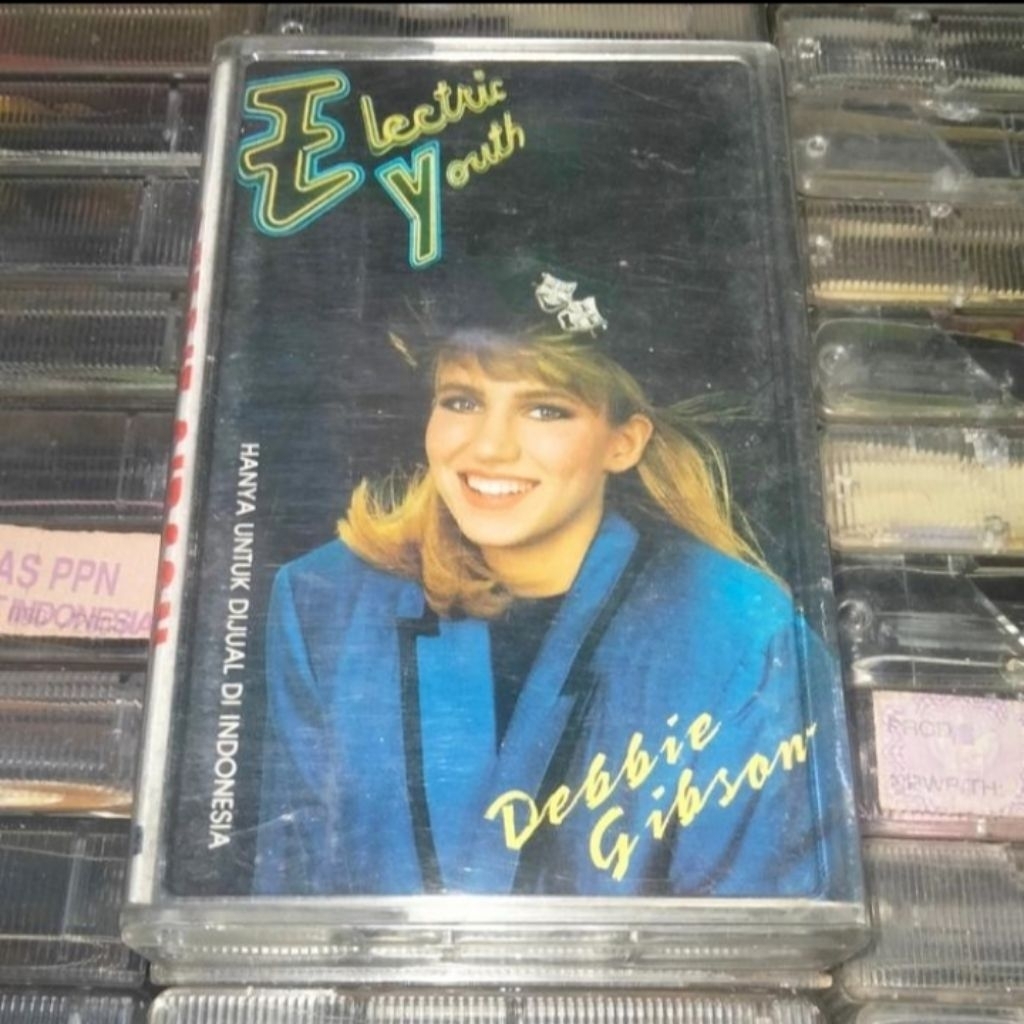 Electric
Youth
HANYA UNTUK DIJUAL DI INDONESIA
Debbie
Gibson
AS PPN
INDONESIA